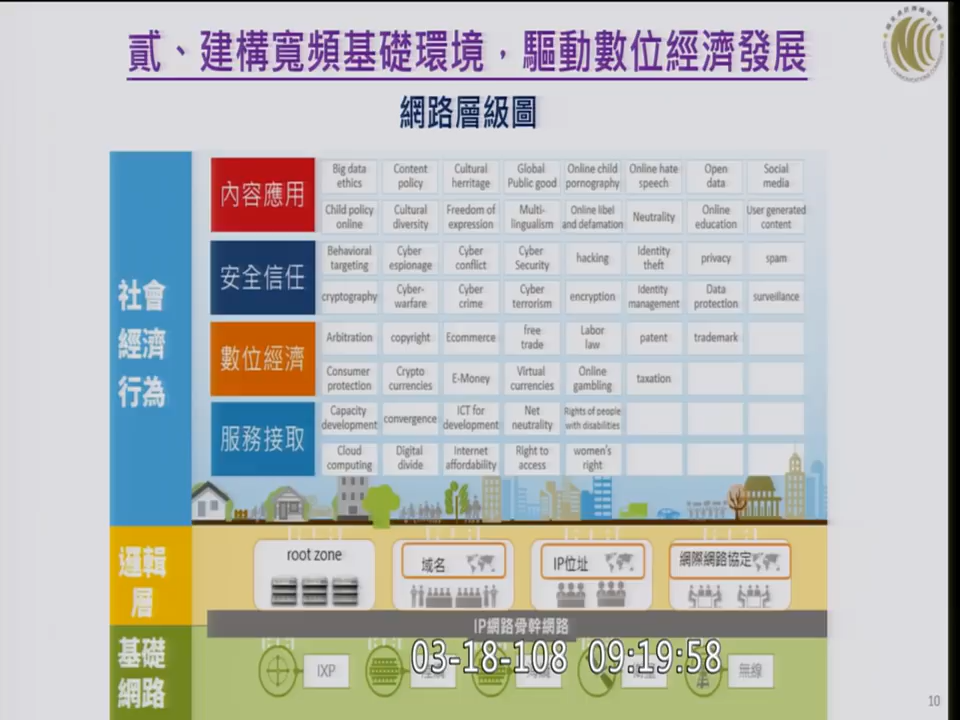 貳、建構寬頻基礎環境，驅動數位經濟發展
網路層級圖
社會
經濟
行為
內容應用
Big data ethics
Content policy
Cultural herritage
Global Public good
Online child pornography
Online hate speech
Open data
Social media
Child policy online
Cultural diversity
Freedom of expression
Multi-lingualism
Online libel and defamation
Neutrality
Online education
User generated content
安全信任
Behavioral targeting
Cyber espionage
Cyber conflict
Cyber Security
hacking
Identity theft
privacy
spam
cryptography
Cyber-warfare
Cyber crime
Cyber terrorism
encryption
Identity management
Data protection
surveillance
數位經濟
Arbitration
copyright
Ecommerce
free trade
Labor law
patent
trademark
Consumer protection
Crypto currencies
E-Money
Virtual currencies
Online gambling
taxation
服務接取
Capacity development
convergence
ICT for development
Net neutrality
Rights of people with disabilities
Cloud computing
Digital divide
Internet affordability
Right to access
women's right
邏輯
層
root zone
域名
IP位址
網際網路協定
IP網路骨幹網路
基礎
網路
IXP
無線
03-18-108 09:19:58
10